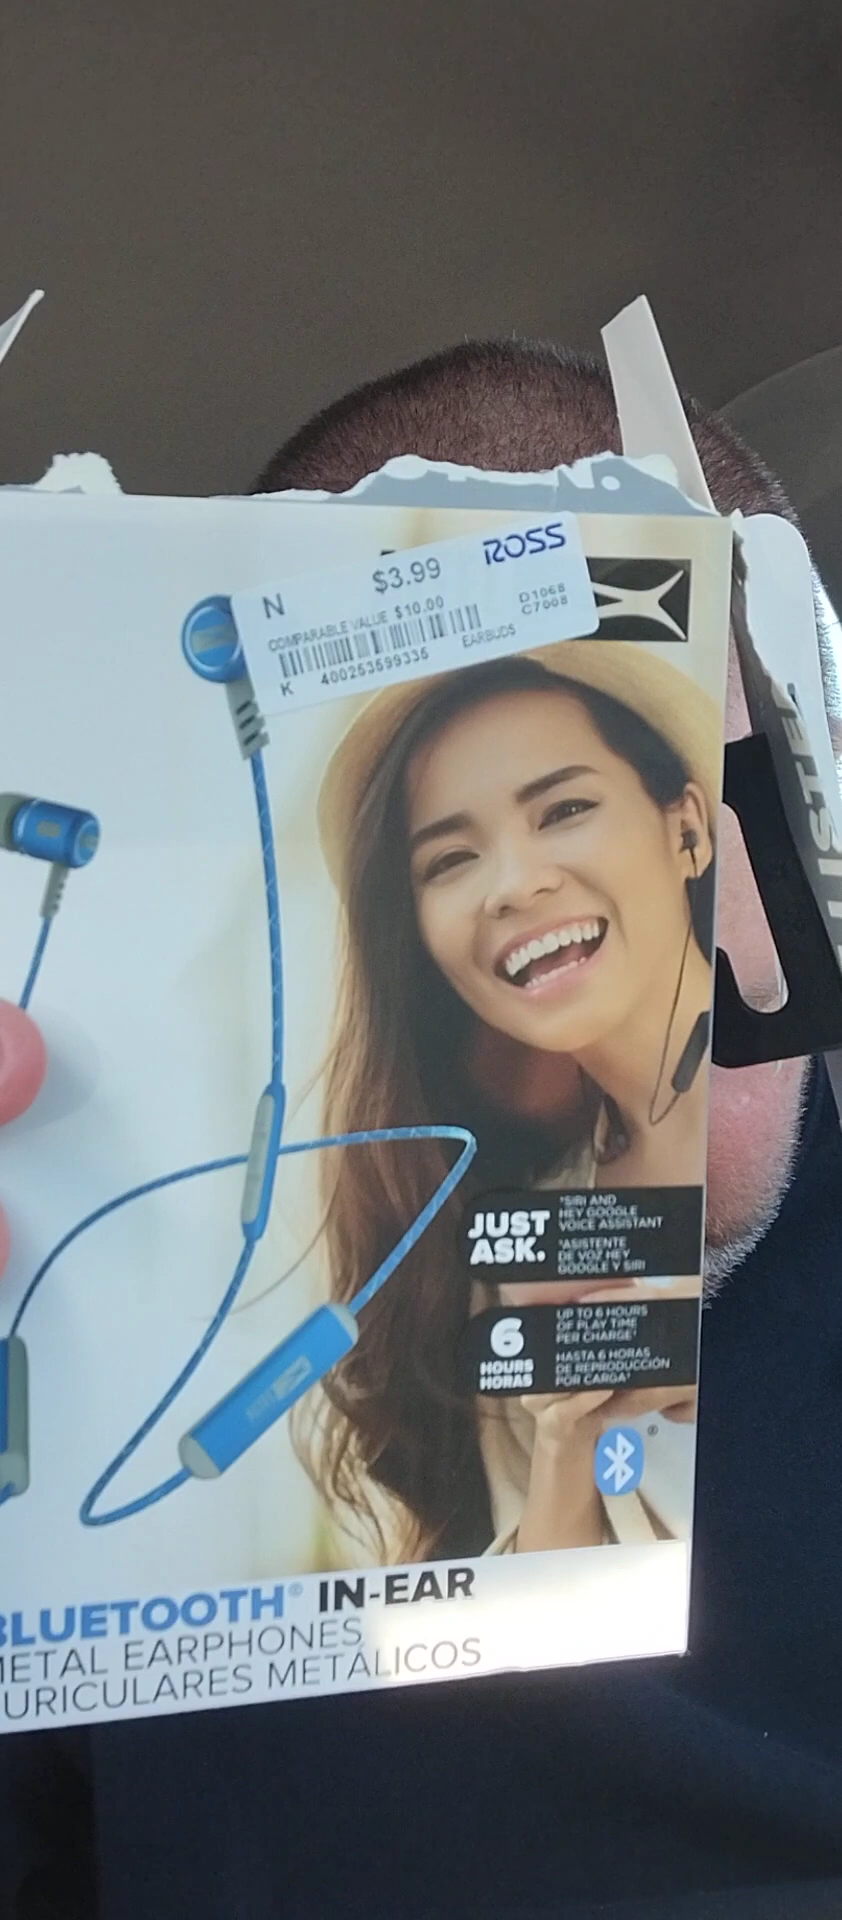 ROSS
N
$3.99
COMPARABLE VALUE $10.00
D1068
C7008
EARBUDS
K 400253599335
JUST
ASK.
*SIRI AND
HEY GOOGLE
VOICE ASSISTANT
*ASISTENTE
DE VOZ HEY
GOOGLE Y SIRI
6
HOURS
HORAS
UP TO 6 HOURS
OF PLAY TIME
PER CHARGE
HASTA 6 HORAS
DE REPRODUCCIÓN
POR CARGA
BLUETOOTH® IN-EAR
METAL EARPHONES
URICULARES METÁLICOS